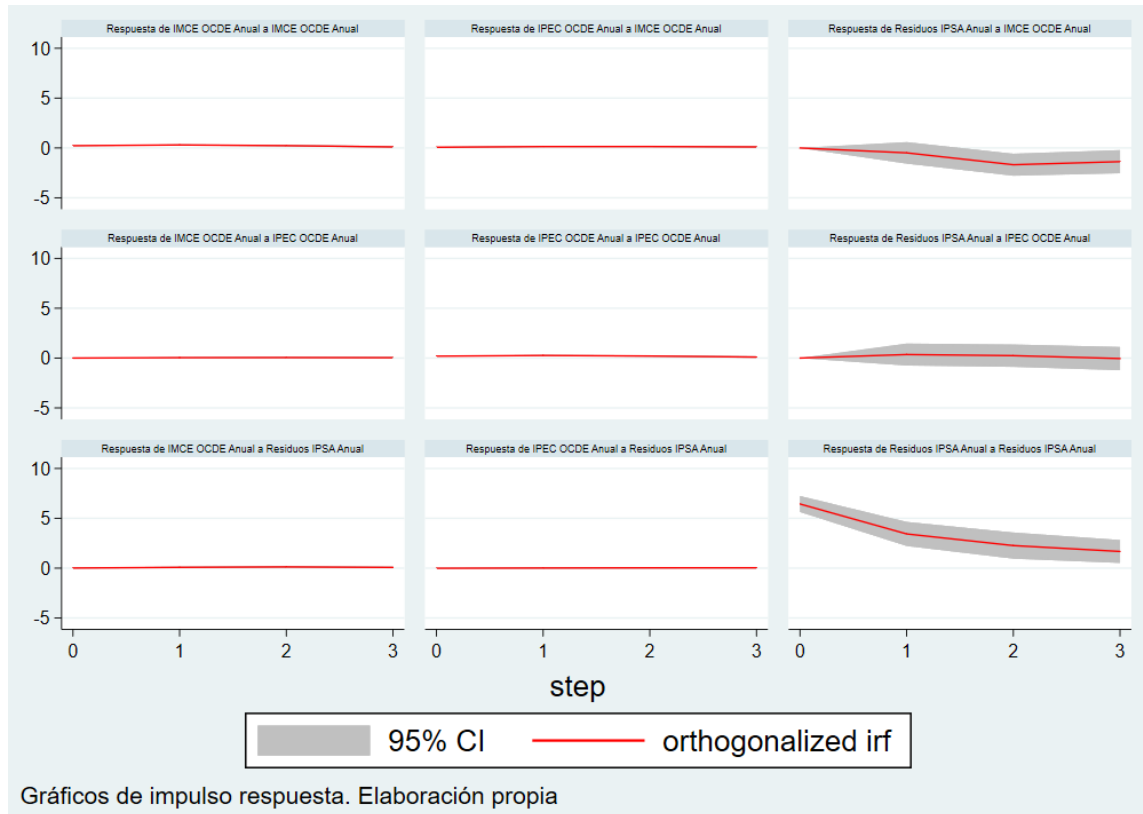 Respuesta de IMCE OCDE Anual a IMCE OCDE Anual
Respuesta de IPEC OCDE Anual a IMCE OCDE Anual
Respuesta de Residuos IPSA Anual a IMCE OCDE Anual
10
5
0
-5
Respuesta de IMCE OCDE Anual a IPEC OCDE Anual
Respuesta de IPEC OCDE Anual a IPEC OCDE Anual
Respuesta de Residuos IPSA Anual a IPEC OCDE Anual
10
5
0
-5
Respuesta de IMCE OCDE Anual a Residuos IPSA Anual
Respuesta de IPEC OCDE Anual a Residuos IPSA Anual
Respuesta de Residuos IPSA Anual a Residuos IPSA Anual
10
5
0
-5
0 1 2 3 0 1 2 3 0 1 2 3
step
95% CI orthogonalized irf
Gráficos de impulso respuesta. Elaboración propia